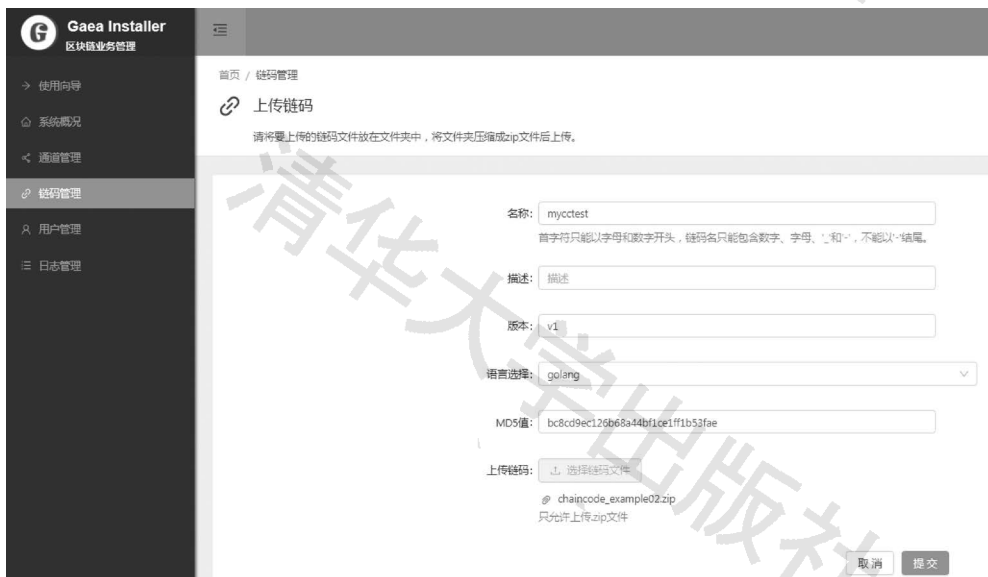 Gaea Installer
区块链业务管理
使用向导
系统概况
通道管理
链码管理
用户管理
日志管理
首页 / 链码管理
上传链码
请将要上传的链码文件放在文件夹中，将文件夹压缩成zip文件后上传。
名称: mycctest
首字符只能以字母和数字开头，链码名只能包含数字、字母、'_'和'-'，不能以'-'结尾。
描述: 描述
版本: v1
语言选择: golang
MD5值: bc8cd9ec126b68a44bf1ce1ff1b53fae
上传链码: 选择链码文件
chaincode_example02.zip
只允许上传zip文件
取消 提交
清华大学出版社